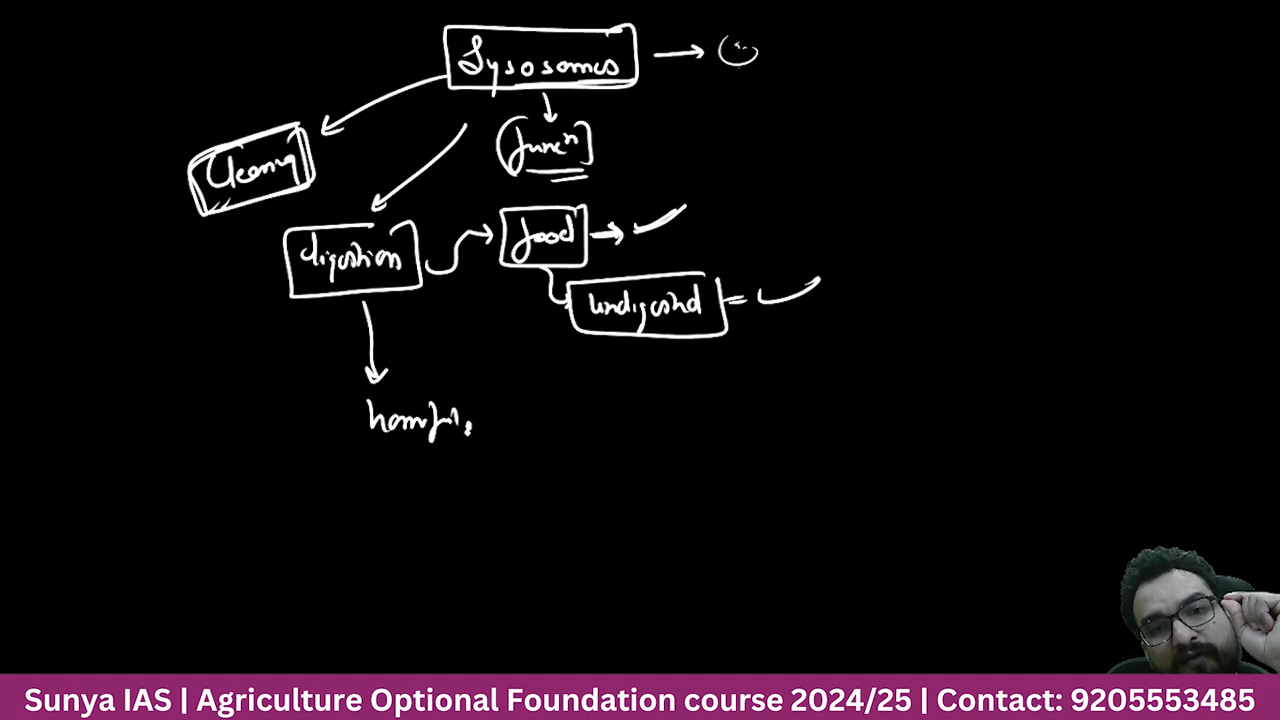 Lysosomes
Funcⁿ
Cleaning
digestion
food
undigested
harmful
Sunya IAS | Agriculture Optional Foundation course 2024/25 | Contact: 9205553485